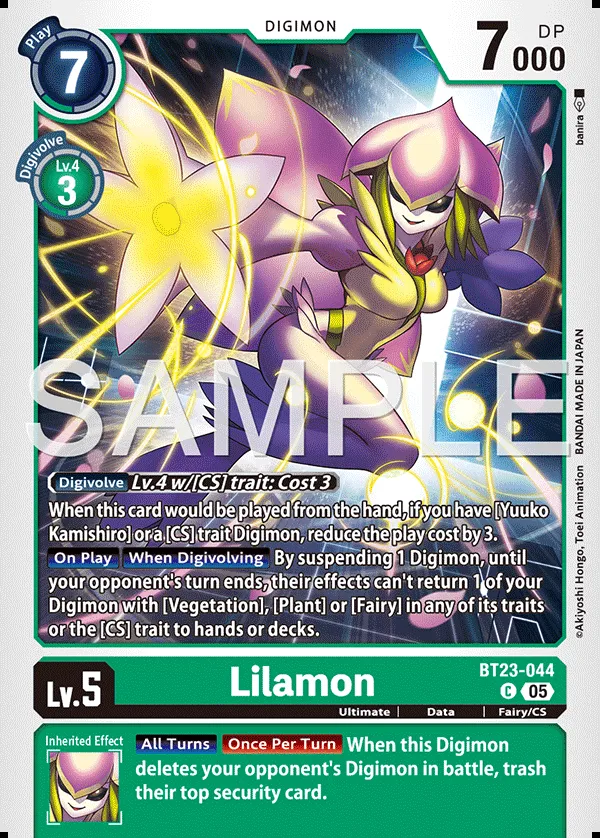 DIGIMON
Play
7
7000
DP
Digivolve
Lv.4
3
banira
SAMPLE
©Akiyoshi Hongo, Toei Animation BANDAI MADE IN JAPAN
Digivolve Lv.4 w/[CS] trait: Cost 3
When this card would be played from the hand, if you have [Yuuko
Kamishiro] or a [CS] trait Digimon, reduce the play cost by 3.
On Play When Digivolving By suspending 1 Digimon, until
your opponent's turn ends, their effects can't return 1 of your
Digimon with [Vegetation], [Plant] or [Fairy] in any of its traits
or the [CS] trait to hands or decks.
Lv.5
Lilamon
BT23-044
C 05
Ultimate | Data | Fairy/CS
Inherited Effect
All Turns Once Per Turn When this Digimon
deletes your opponent's Digimon in battle, trash
their top security card.